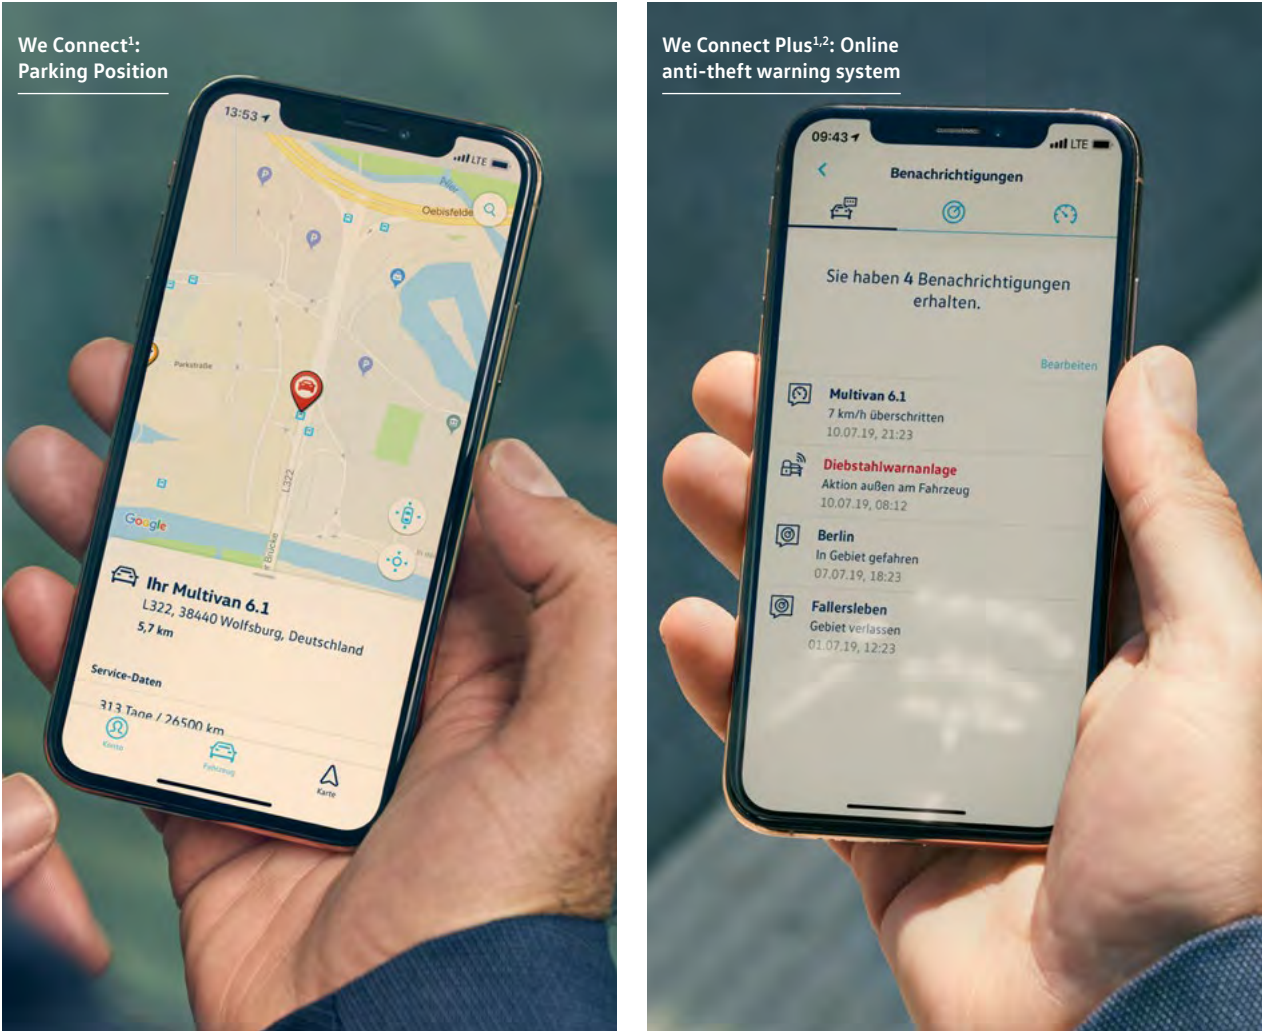 We Connect¹:
Parking Position
13:53
LTE
Oebisfelde
Parkstraße
L322
Google
Ihr Multivan 6.1
L322, 38440 Wolfsburg, Deutschland
5,7 km
Service-Daten
313 Tage / 26500 km
Konto
Fahrzeug
Karte
We Connect Plus¹,²: Online
anti-theft warning system
09:43
LTE
Benachrichtigungen
Sie haben 4 Benachrichtigungen
erhalten.
Bearbeiten
Multivan 6.1
7 km/h überschritten
10.07.19, 21:23
Diebstahlwarnanlage
Aktion außen am Fahrzeug
10.07.19, 08:12
Berlin
In Gebiet gefahren
07.07.19, 18:23
Fallersleben
Gebiet verlassen
01.07.19, 12:23